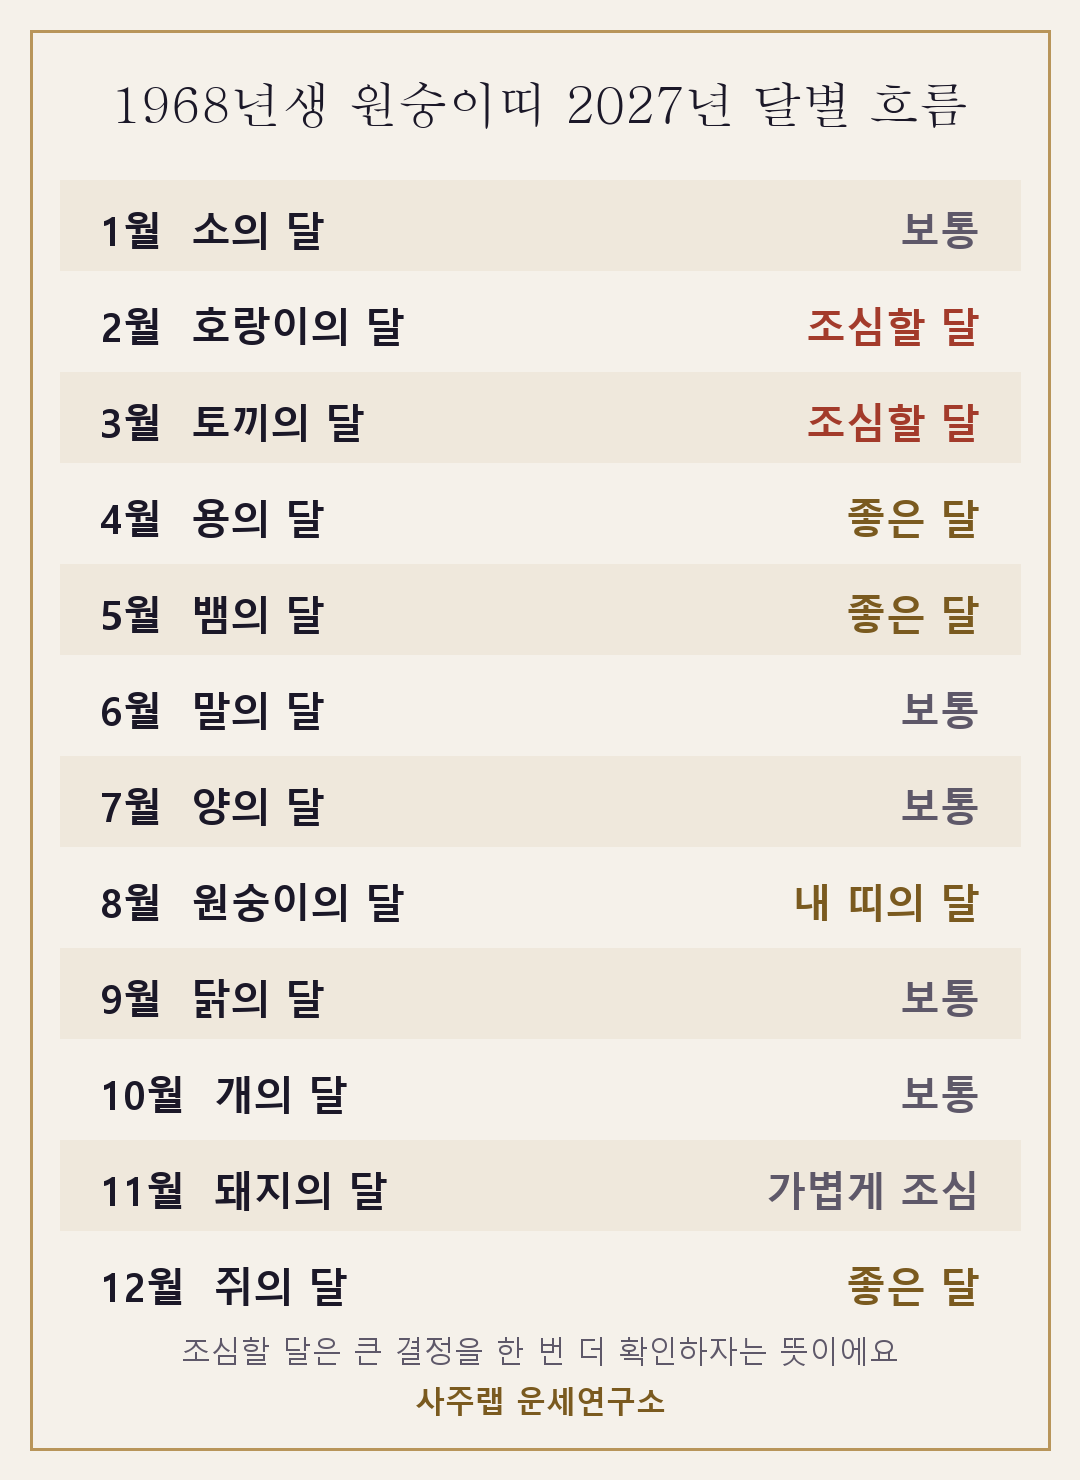 1968년생 원숭이띠 2027년 달별 흐름
1월 소의 달 보통
2월 호랑이의 달 조심할 달
3월 토끼의 달 조심할 달
4월 용의 달 좋은 달
5월 뱀의 달 좋은 달
6월 말의 달 보통
7월 양의 달 보통
8월 원숭이의 달 내 띠의 달
9월 닭의 달 보통
10월 개의 달 보통
11월 돼지의 달 가볍게 조심
12월 쥐의 달 좋은 달
조심할 달은 큰 결정을 한 번 더 확인하자는 뜻이에요
사주랩 운세연구소